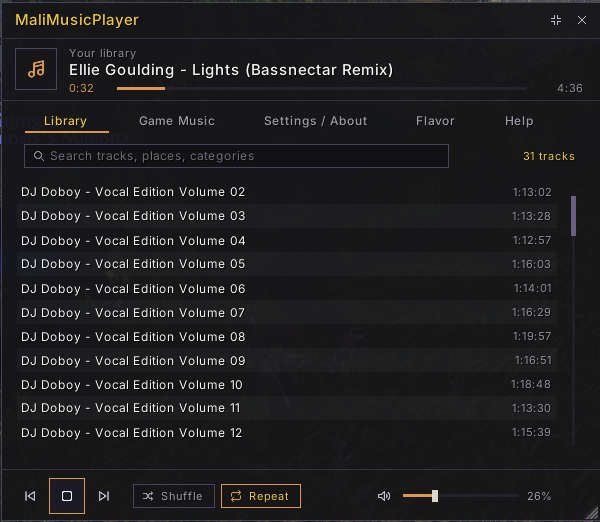 MaliMusicPlayer
Your library
Ellie Goulding - Lights (Bassnectar Remix)
0:32 4:36
Library Game Music Settings / About Flavor Help
Search tracks, places, categories 31 tracks
DJ Doboy - Vocal Edition Volume 02 1:13:02
DJ Doboy - Vocal Edition Volume 03 1:13:28
DJ Doboy - Vocal Edition Volume 04 1:12:57
DJ Doboy - Vocal Edition Volume 05 1:16:03
DJ Doboy - Vocal Edition Volume 06 1:14:01
DJ Doboy - Vocal Edition Volume 07 1:16:29
DJ Doboy - Vocal Edition Volume 08 1:19:57
DJ Doboy - Vocal Edition Volume 09 1:16:51
DJ Doboy - Vocal Edition Volume 10 1:18:48
DJ Doboy - Vocal Edition Volume 11 1:13:30
DJ Doboy - Vocal Edition Volume 12 1:15:39
Shuffle Repeat 26%